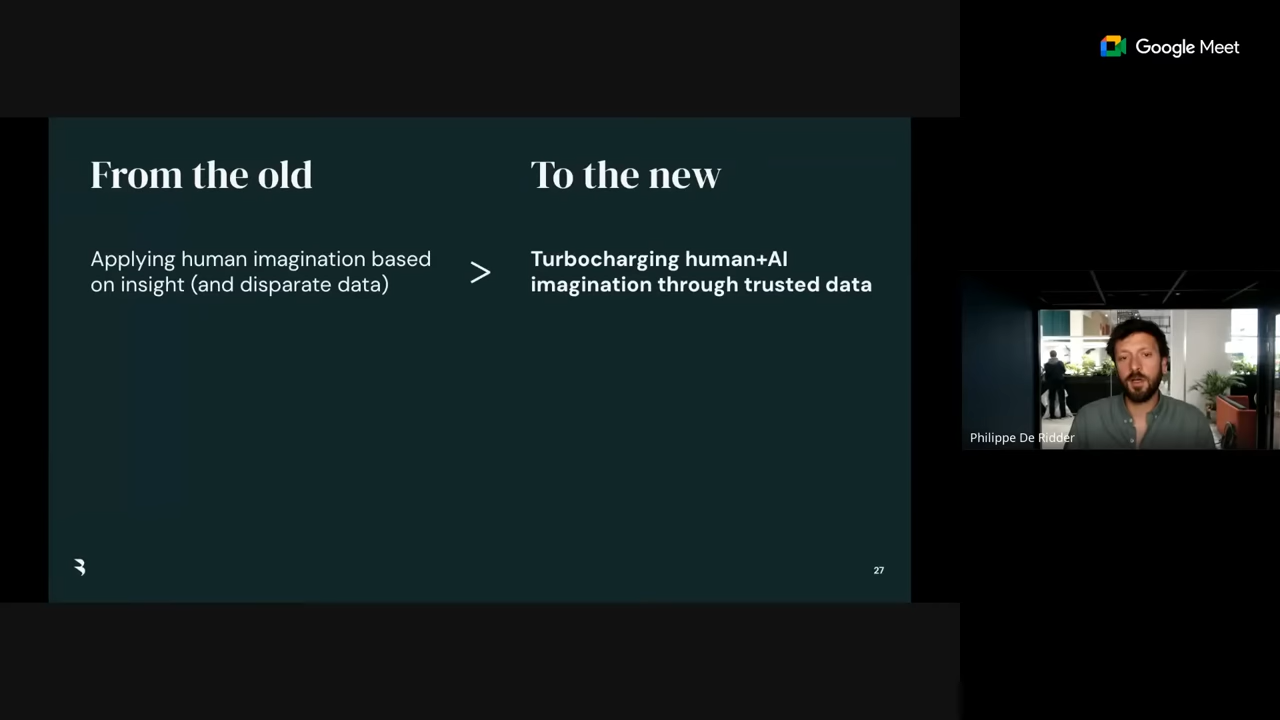 Google Meet
From the old
To the new
Applying human imagination based
on insight (and disparate data)
>
Turbocharging human+AI
imagination through trusted data
Philippe De Ridder
27